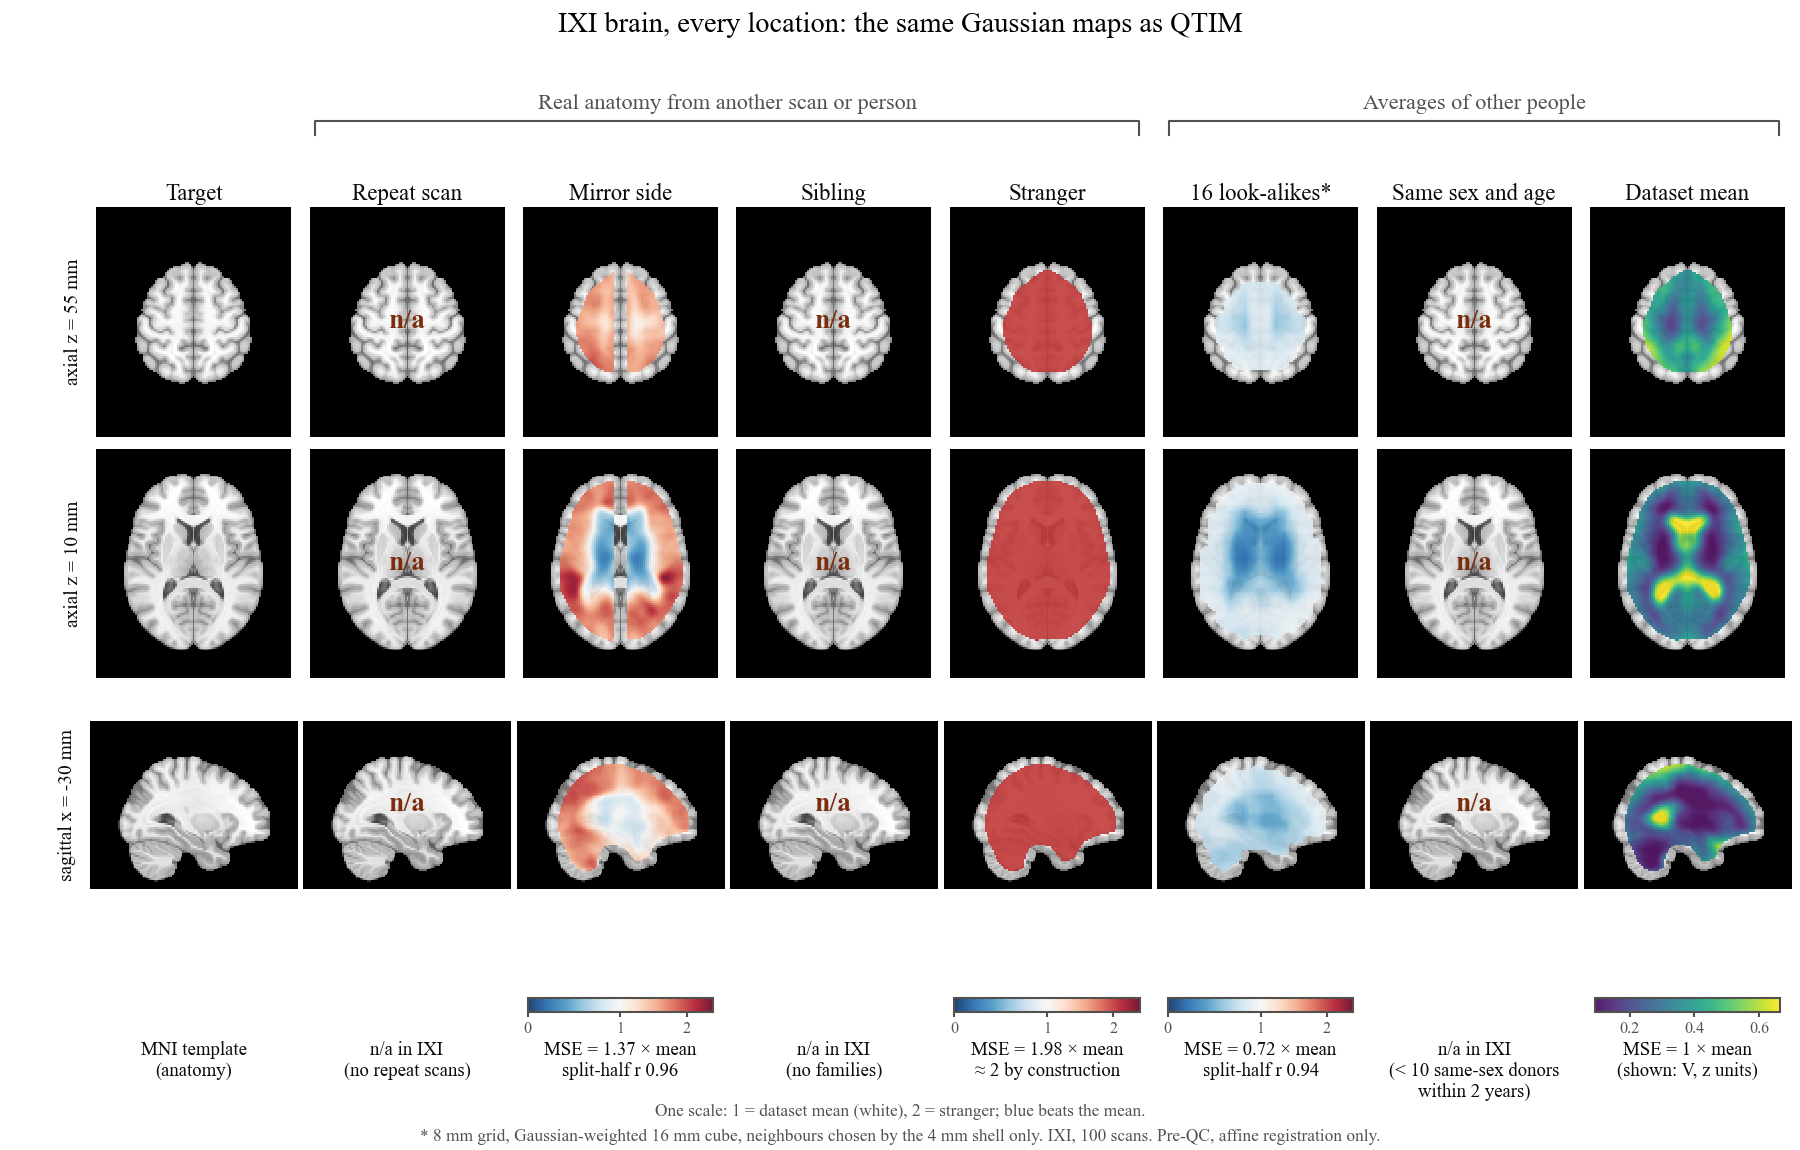 IXI brain, every location: the same Gaussian maps as QTIM
Real anatomy from another scan or person
Averages of other people
Target
Repeat scan
Mirror side
Sibling
Stranger
16 look-alikes*
Same sex and age
Dataset mean
axial z = 55 mm
n/a
n/a
n/a
axial z = 10 mm
n/a
n/a
n/a
sagittal x = -30 mm
n/a
n/a
n/a
0 1 2
0 1 2
0 1 2
0.2 0.4 0.6
MNI template
(anatomy)
n/a in IXI
(no repeat scans)
MSE = 1.37 × mean
split-half r 0.96
n/a in IXI
(no families)
MSE = 1.98 × mean
≈ 2 by construction
MSE = 0.72 × mean
split-half r 0.94
n/a in IXI
(< 10 same-sex donors
within 2 years)
MSE = 1 × mean
(shown: V, z units)
One scale: 1 = dataset mean (white), 2 = stranger; blue beats the mean.
* 8 mm grid, Gaussian-weighted 16 mm cube, neighbours chosen by the 4 mm shell only. IXI, 100 scans. Pre-QC, affine registration only.